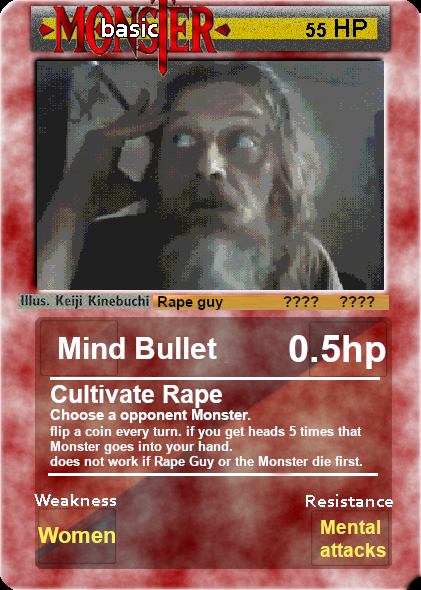 MONSTER
basic
55 HP
Illus. Keiji Kinebuchi Rape guy ???? ????
Mind Bullet 0.5hp
Cultivate Rape
Choose a opponent Monster.
flip a coin every turn. if you get heads 5 times that
Monster goes into your hand.
does not work if Rape Guy or the Monster die first.
Weakness Resistance
Women Mental
attacks